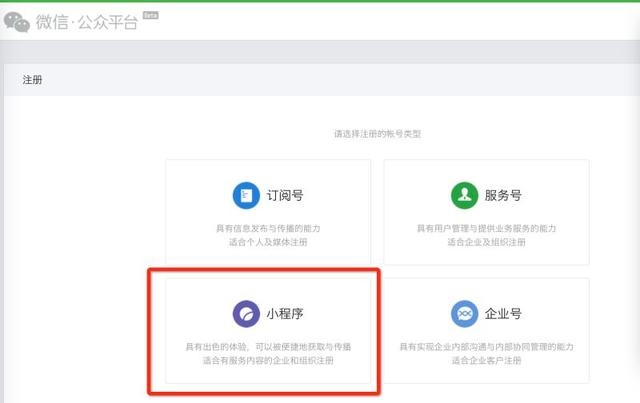 微信·公众平台 Beta
注册
请选择注册的帐号类型
订阅号
具有信息发布与传播的能力
适合个人及媒体注册
服务号
具有用户管理与提供业务服务的能力
适合企业及组织注册
小程序
具有出色的体验，可以被便捷地获取与传播
适合有服务内容的企业和组织注册
企业号
具有实现企业内部沟通与内部协同管理的能力
适合企业客户注册